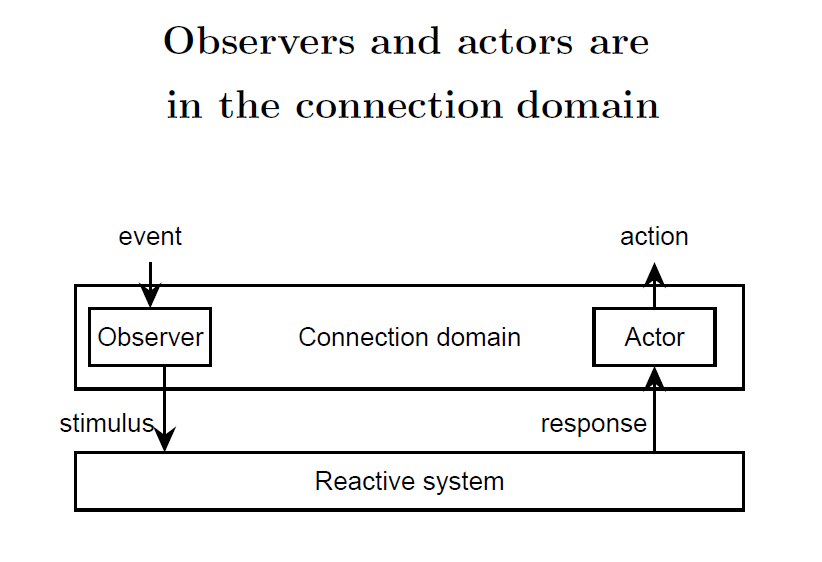 Observers and actors are
in the connection domain
event
action
Observer
Connection domain
Actor
stimulus
response
Reactive system